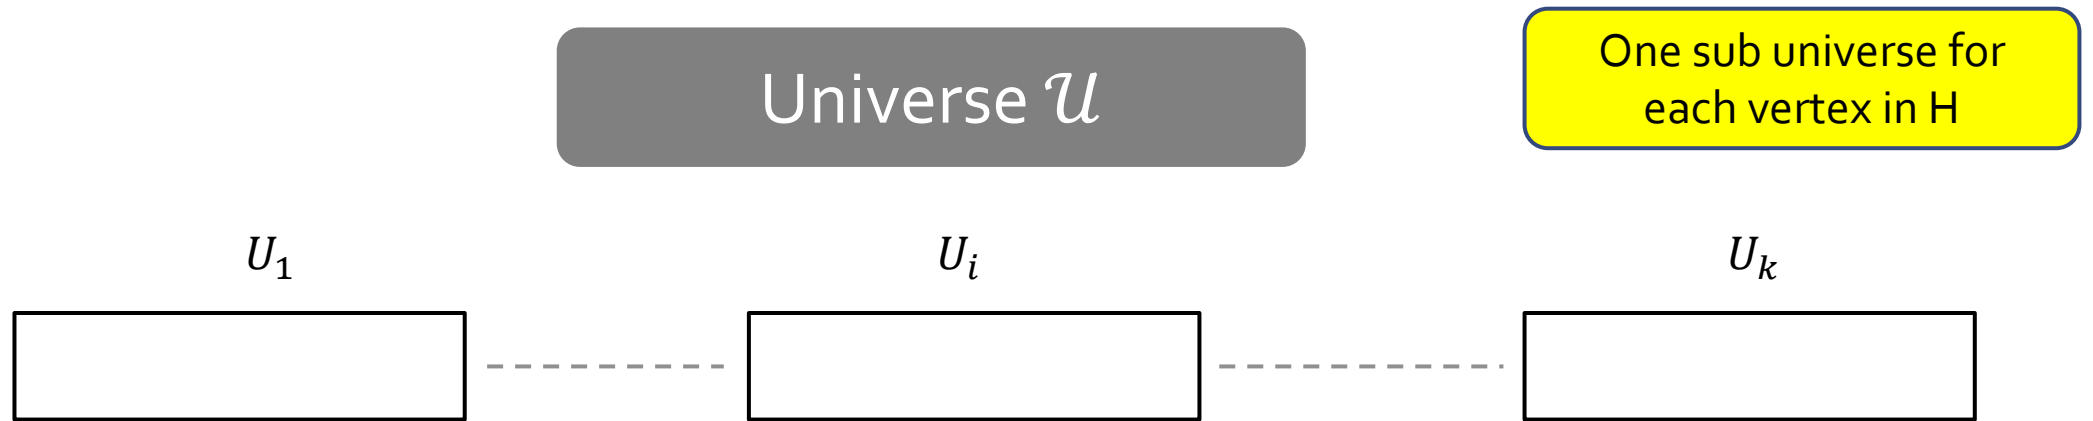 Universe 𝒰
One sub universe for
each vertex in H
U₁
Uᵢ
Uₖ